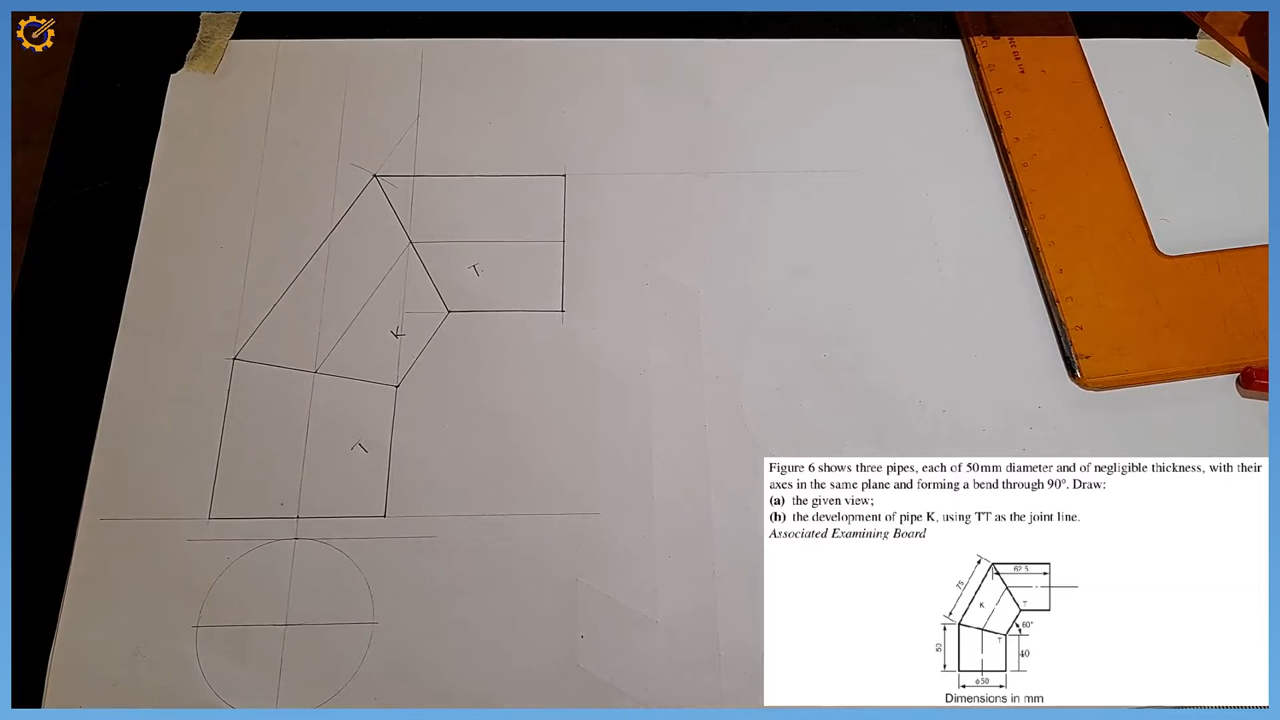 T
K
T
Figure 6 shows three pipes, each of 50mm diameter and of negligible thickness, with their
axes in the same plane and forming a bend through 90°. Draw:
(a) the given view;
(b) the development of pipe K, using TT as the joint line.
Associated Examining Board
62.5
75
K
T
60°
T
50
40
ϕ50
Dimensions in mm